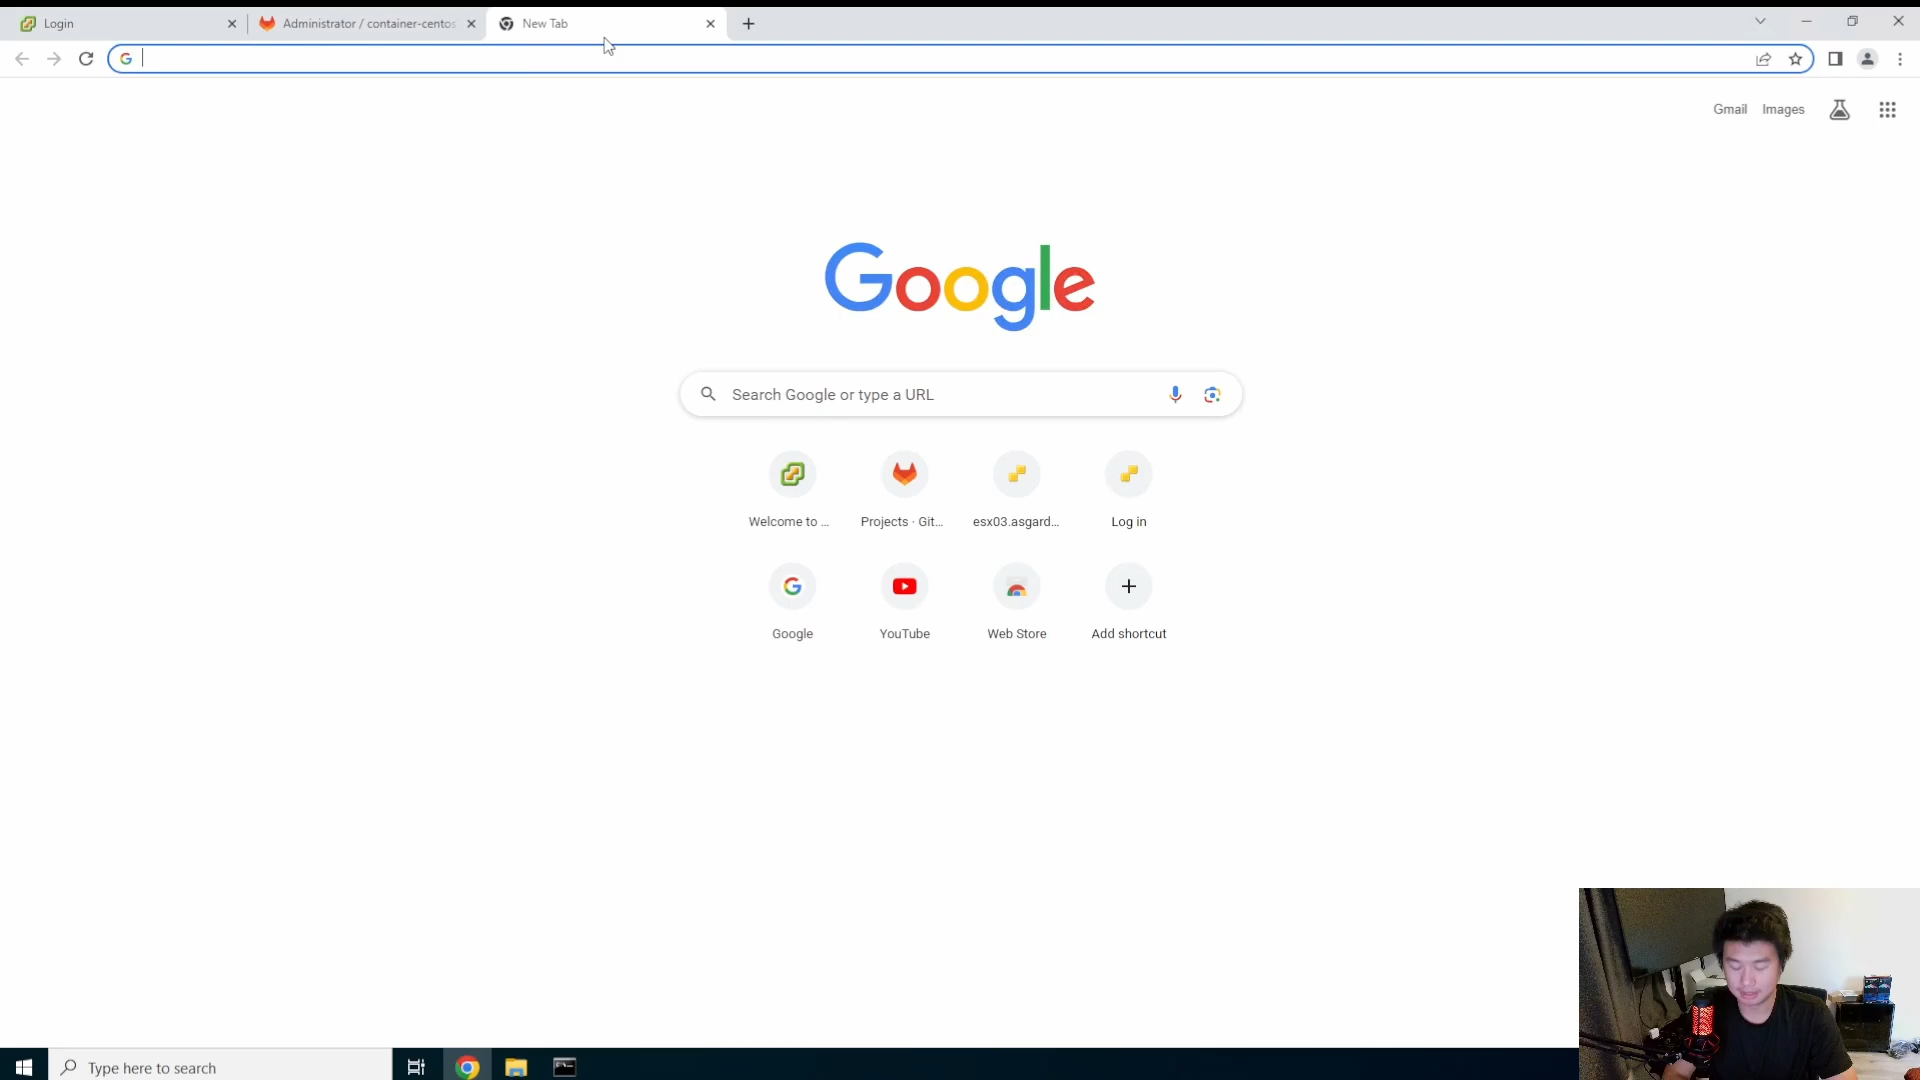 Login
Administrator / container-centos
New Tab
Gmail
Images
Google
Search Google or type a URL
Welcome to ...
Projects · Git...
esx03.asgard...
Log in
Google
YouTube
Web Store
Add shortcut
Type here to search